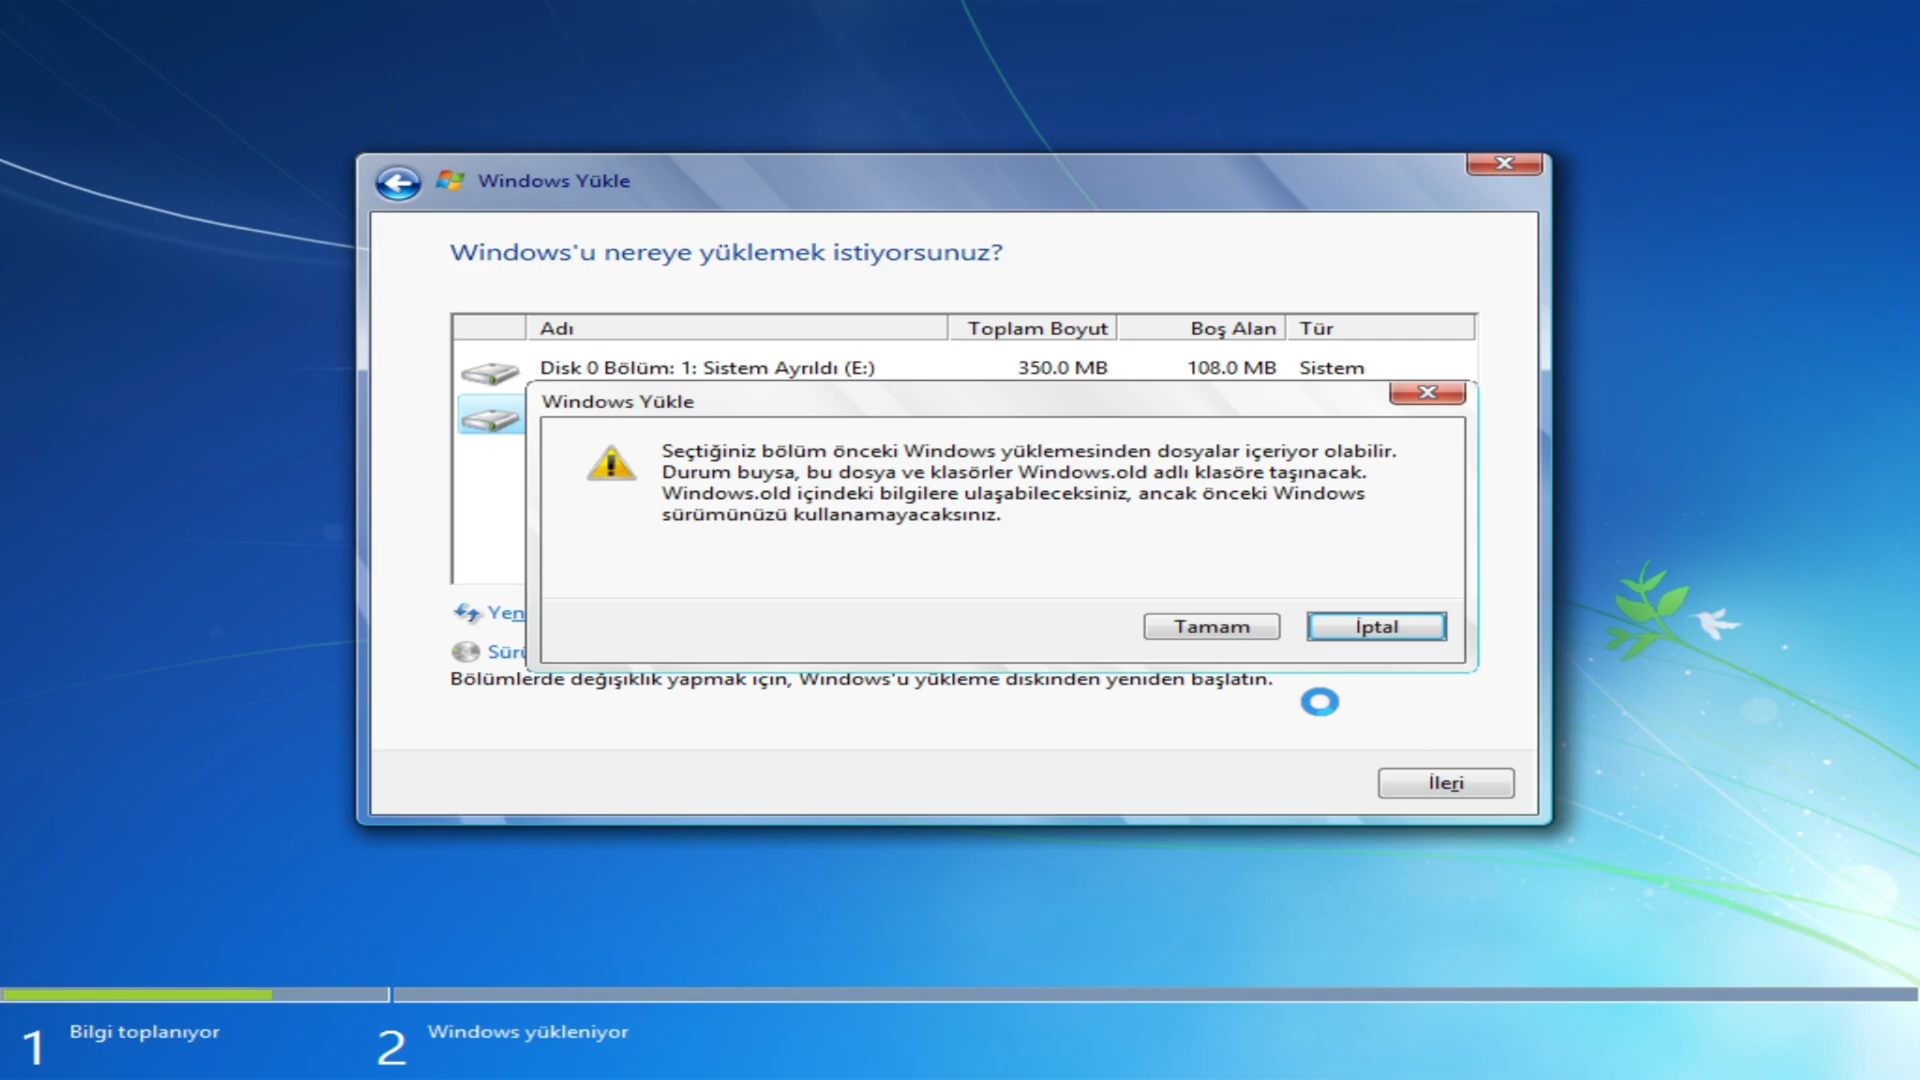 Windows Yükle
Windows'u nereye yüklemek istiyorsunuz?
Adı Toplam Boyut Boş Alan Tür
Disk 0 Bölüm: 1: Sistem Ayrıldı (E:) 350.0 MB 108.0 MB Sistem
Windows Yükle
Seçtiğiniz bölüm önceki Windows yüklemesinden dosyalar içeriyor olabilir.
Durum buysa, bu dosya ve klasörler Windows.old adlı klasöre taşınacak.
Windows.old içindeki bilgilere ulaşabileceksiniz, ancak önceki Windows
sürümünüzü kullanamayacaksınız.
Tamam İptal
Yen
Sürü
Bölümlerde değişiklik yapmak için, Windows'u yükleme diskinden yeniden başlatın.
İleri
1 Bilgi toplanıyor
2 Windows yükleniyor